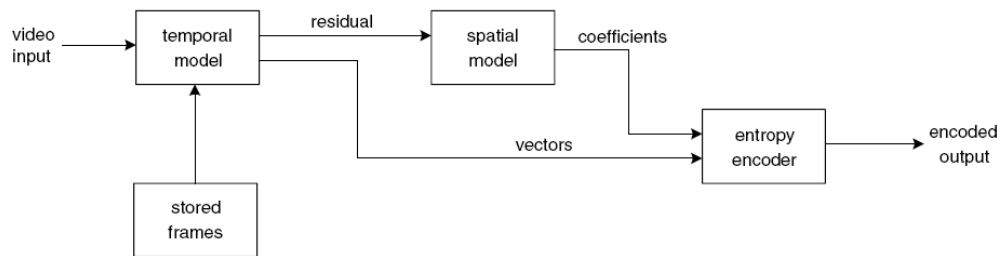 video
input
temporal
model
residual
spatial
model
coefficients
vectors
entropy
encoder
encoded
output
stored
frames